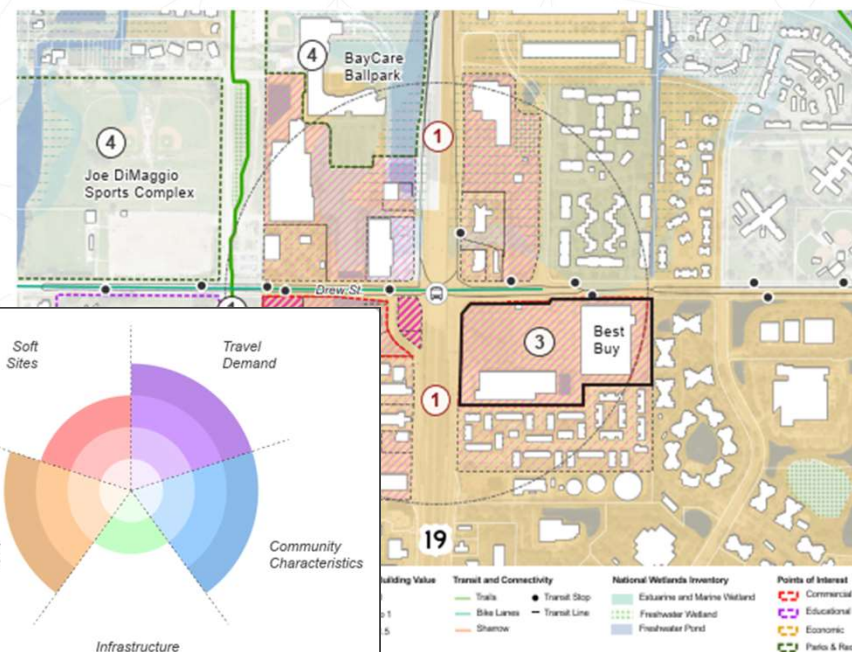 4
BayCare
Ballpark
1
4
Joe DiMaggio
Sports Complex
Drew St
3
Best
Buy
1
19
Soft
Sites
Travel
Demand
Community
Characteristics
Infrastructure
Building Value
Transit and Connectivity
Trails
Transit Stop
Bike Lanes
Transit Line
Sharrow
National Wetlands Inventory
Estuarine and Marine Wetland
Freshwater Wetland
Freshwater Pond
Points of Interest
Commercial
Educational
Economic